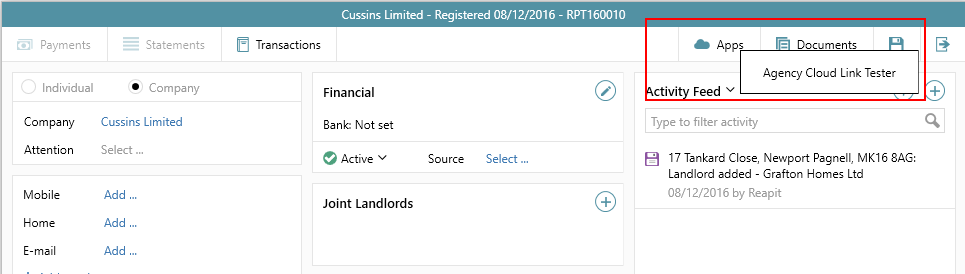 Cussins Limited - Registered 08/12/2016 - RPT160010
Payments
Statements
Transactions
Apps
Documents
Agency Cloud Link Tester
Individual
Company
Company
Cussins Limited
Attention
Select ...
Mobile
Add ...
Home
Add ...
E-mail
Add ...
Financial
Bank: Not set
Active
Source
Select ...
Joint Landlords
Activity Feed
Type to filter activity
17 Tankard Close, Newport Pagnell, MK16 8AG:
Landlord added - Grafton Homes Ltd
08/12/2016 by Reapit